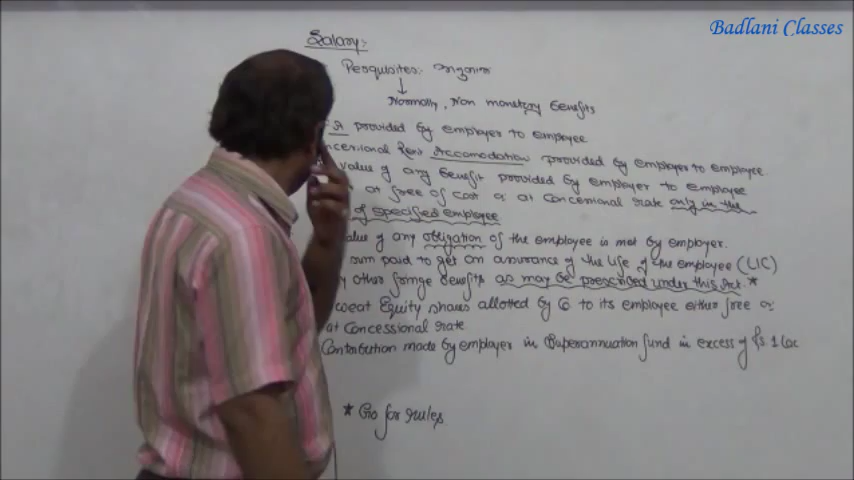 Badlani Classes
Salary:-
Perquisites:- अनुलाभ
Normally, Non monetary benefits
provided by employer to employee
Rent Accomodation provided by employer to employee.
value of any benefit provided by employer to employee
at free of cost or at concessional rate only in the
of specified employee
value of any obligation of the employee is met by employer.
sum paid to get an assurance of the life of the employee (LIC)
other fringe benefits as may be prescribed under this Act. *
Equity shares allotted by Co to its employee either free or
at Concessional rate
Contribution made by employer in Superannuation fund in excess of Rs 1 Lac
* Go for rules